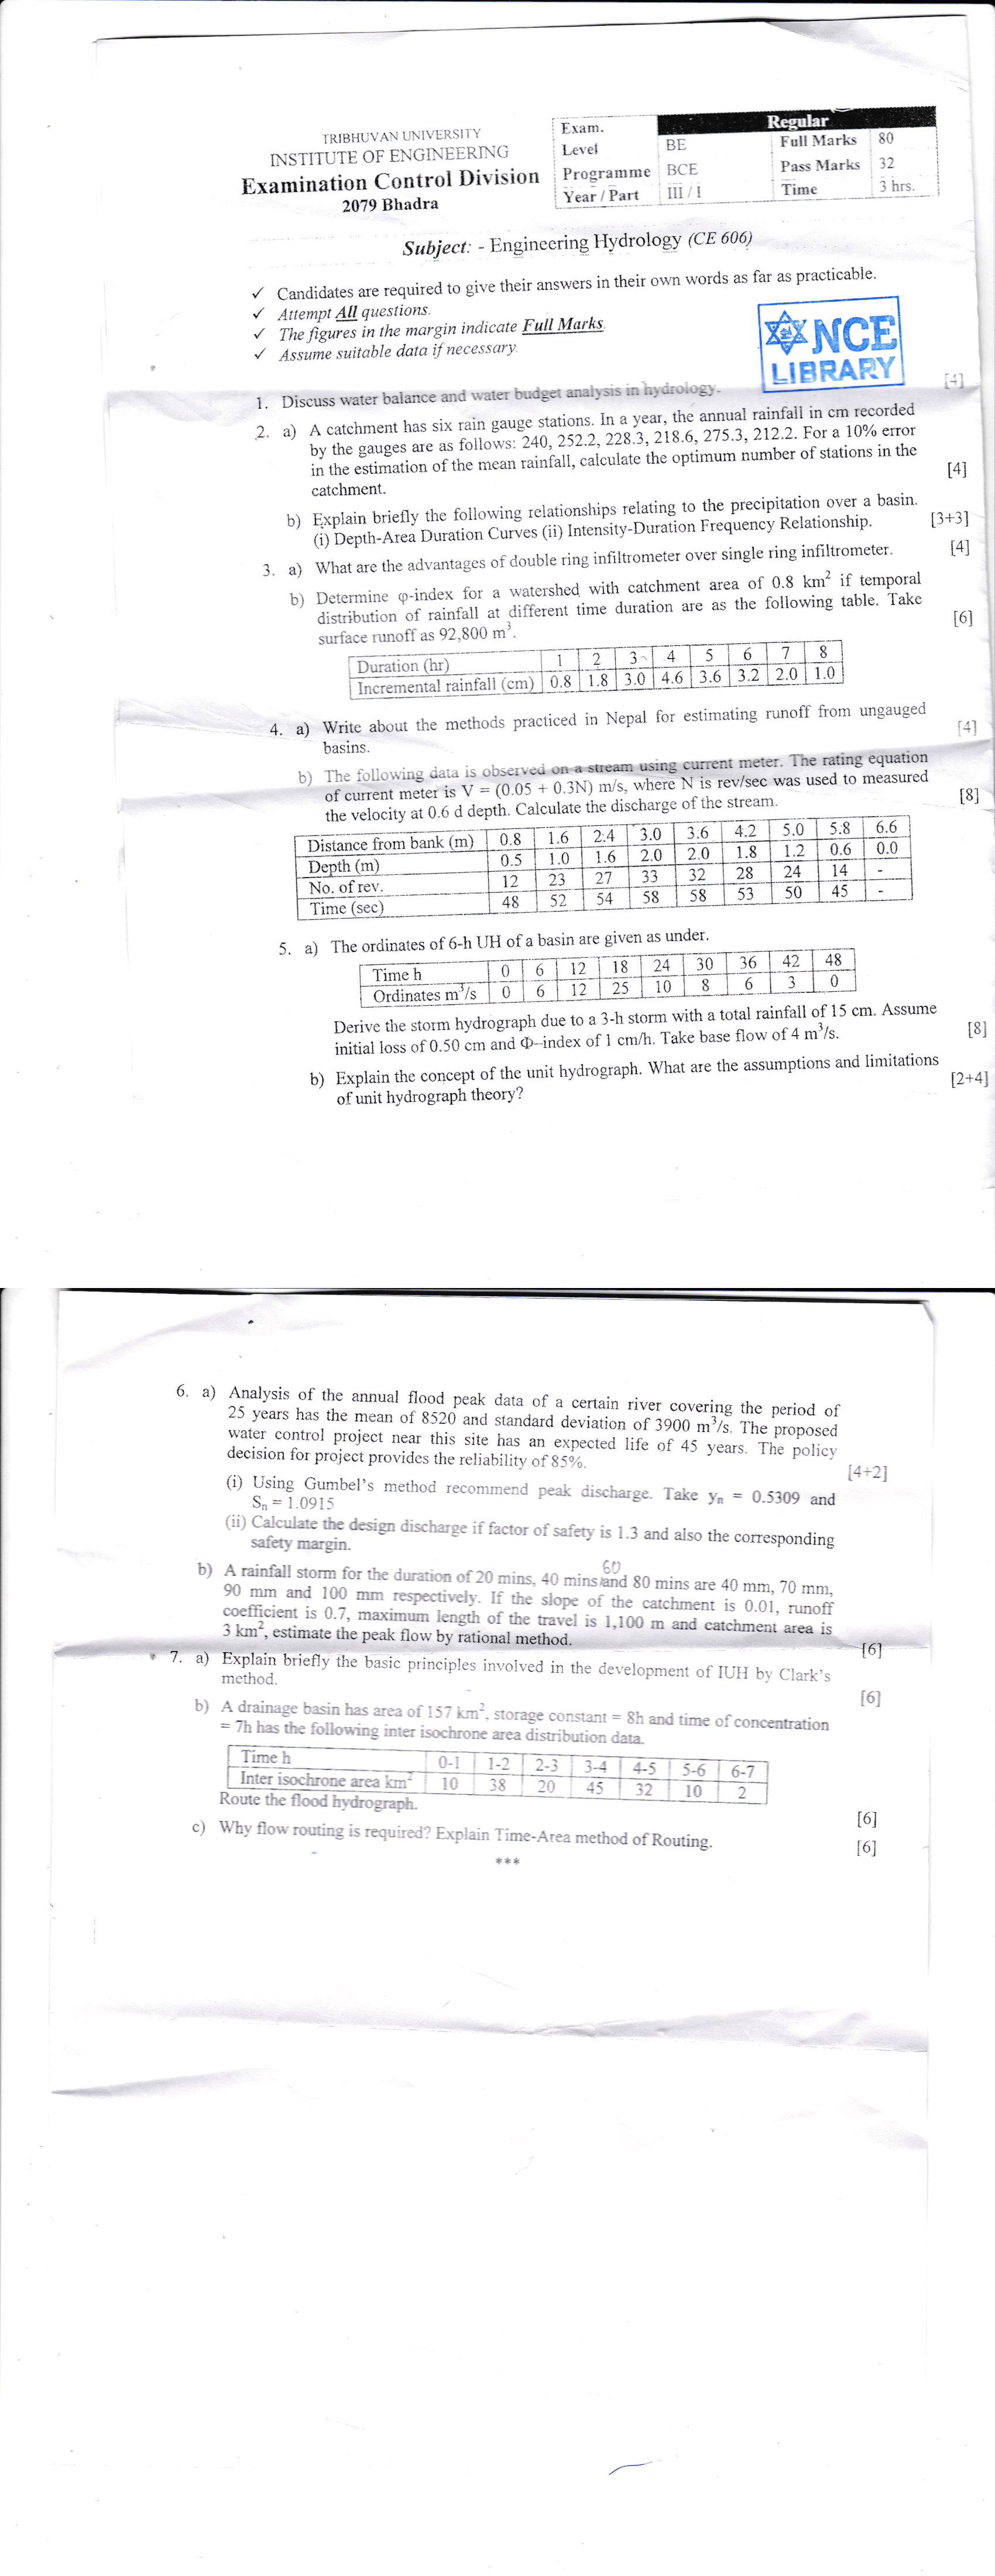 TRIBHUVAN UNIVERSITY
INSTITUTE OF ENGINEERING
Examination Control Division
2079 Bhadra
Exam. Regular
Level BE Full Marks 80
Programme BCE Pass Marks 32
Year / Part III / I Time 3 hrs.
Subject: - Engineering Hydrology (CE 606)
✓ Candidates are required to give their answers in their own words as far as practicable.
✓ Attempt All questions.
✓ The figures in the margin indicate Full Marks.
✓ Assume suitable data if necessary.
NCE
LIBRARY
1. Discuss water balance and water budget analysis in hydrology. [4]
2. a) A catchment has six rain gauge stations. In a year, the annual rainfall in cm recorded
by the gauges are as follows: 240, 252.2, 228.3, 218.6, 275.3, 212.2. For a 10% error
in the estimation of the mean rainfall, calculate the optimum number of stations in the
catchment. [4]
b) Explain briefly the following relationships relating to the precipitation over a basin.
(i) Depth-Area Duration Curves (ii) Intensity-Duration Frequency Relationship. [3+3]
3. a) What are the advantages of double ring infiltrometer over single ring infiltrometer. [4]
b) Determine φ-index for a watershed with catchment area of 0.8 km² if temporal
distribution of rainfall at different time duration are as the following table. Take
surface runoff as 92,800 m³. [6]
Duration (hr) 1 2 3 4 5 6 7 8
Incremental rainfall (cm) 0.8 1.8 3.0 4.6 3.6 3.2 2.0 1.0
4. a) Write about the methods practiced in Nepal for estimating runoff from ungauged
basins. [4]
b) The following data is observed on a stream using current meter. The rating equation
of current meter is V = (0.05 + 0.3N) m/s, where N is rev/sec was used to measured
the velocity at 0.6 d depth. Calculate the discharge of the stream. [8]
Distance from bank (m) 0.8 1.6 2.4 3.0 3.6 4.2 5.0 5.8 6.6
Depth (m) 0.5 1.0 1.6 2.0 2.0 1.8 1.2 0.6 0.0
No. of rev. 12 23 27 33 32 28 24 14 -
Time (sec) 48 52 54 58 58 53 50 45 -
5. a) The ordinates of 6-h UH of a basin are given as under.
Time h 0 6 12 18 24 30 36 42 48
Ordinates m³/s 0 6 12 25 10 8 6 3 0
Derive the storm hydrograph due to a 3-h storm with a total rainfall of 15 cm. Assume
initial loss of 0.50 cm and Φ–index of 1 cm/h. Take base flow of 4 m³/s. [8]
b) Explain the concept of the unit hydrograph. What are the assumptions and limitations
of unit hydrograph theory? [2+4]
6. a) Analysis of the annual flood peak data of a certain river covering the period of
25 years has the mean of 8520 and standard deviation of 3900 m³/s. The proposed
water control project near this site has an expected life of 45 years. The policy
decision for project provides the reliability of 85%. [4+2]
(i) Using Gumbel's method recommend peak discharge. Take yₙ = 0.5309 and
Sₙ = 1.0915
(ii) Calculate the design discharge if factor of safety is 1.3 and also the corresponding
safety margin.
60
b) A rainfall storm for the duration of 20 mins, 40 mins and 80 mins are 40 mm, 70 mm,
90 mm and 100 mm respectively. If the slope of the catchment is 0.01, runoff
coefficient is 0.7, maximum length of the travel is 1,100 m and catchment area is
3 km², estimate the peak flow by rational method. [6]
7. a) Explain briefly the basic principles involved in the development of IUH by Clark's
method. [6]
b) A drainage basin has area of 157 km², storage constant = 8h and time of concentration
= 7h has the following inter isochrone area distribution data.
Time h 0-1 1-2 2-3 3-4 4-5 5-6 6-7
Inter isochrone area km² 10 38 20 45 32 10 2
Route the flood hydrograph. [6]
c) Why flow routing is required? Explain Time-Area method of Routing. [6]
***